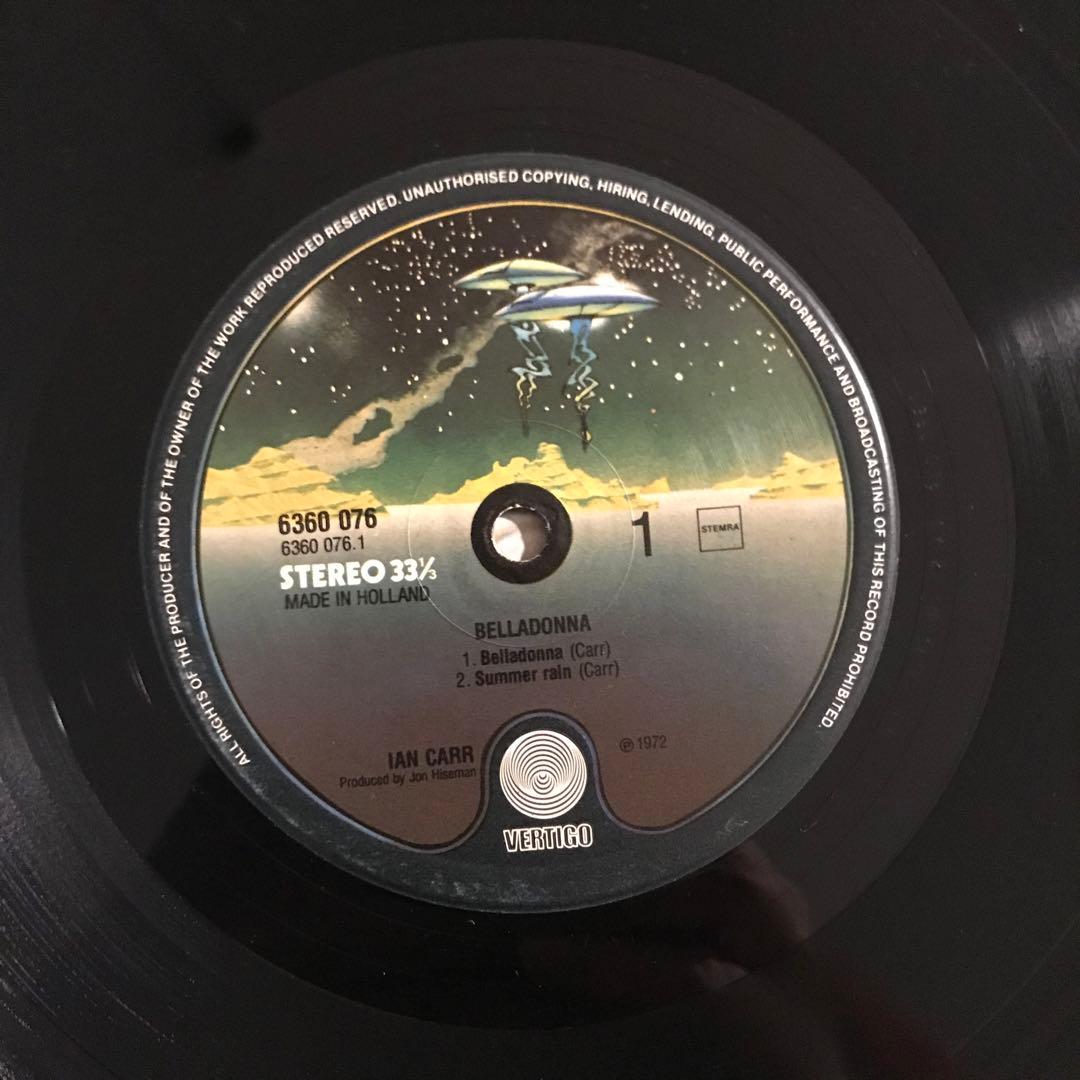 ALL RIGHTS OF THE PRODUCER AND OF THE OWNER OF THE WORK REPRODUCED RESERVED. UNAUTHORISED COPYING, HIRING, LENDING, PUBLIC PERFORMANCE AND BROADCASTING OF THIS RECORD PROHIBITED.
6360 076
6360 076.1
STEREO 33⅓
MADE IN HOLLAND
1
STEMRA
BELLADONNA
1. Belladonna (Carr)
2. Summer rain (Carr)
IAN CARR
Produced by Jon Hiseman
℗ 1972
VERTIGO